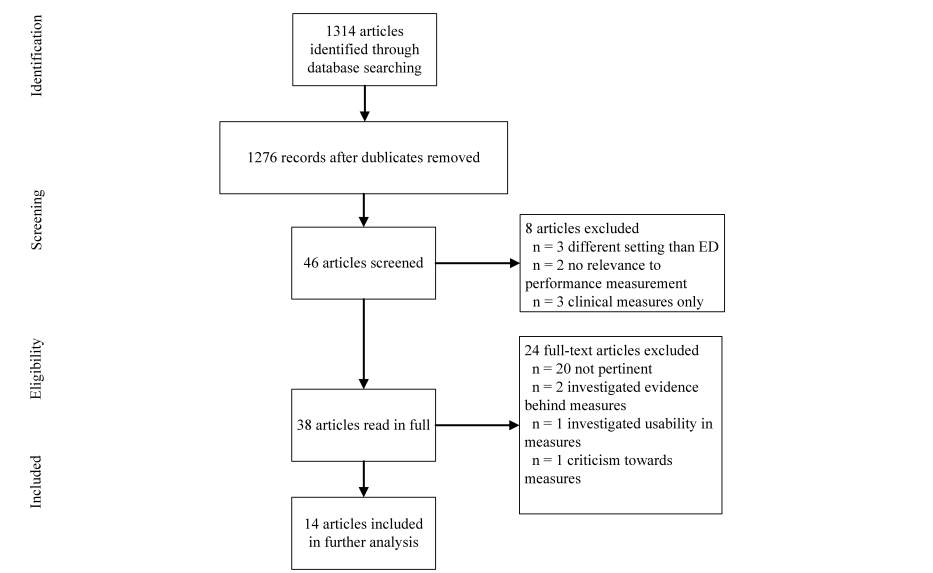 Identification
1314 articles
identified through
database searching
1276 records after dublicates removed
Screening
46 articles screened
8 articles excluded
n = 3 different setting than ED
n = 2 no relevance to
performance measurement
n = 3 clinical measures only
Eligibility
38 articles read in full
24 full-text articles excluded
n = 20 not pertinent
n = 2 investigated evidence
behind measures
n = 1 investigated usability in
measures
n = 1 criticism towards
measures
Included
14 articles included
in further analysis